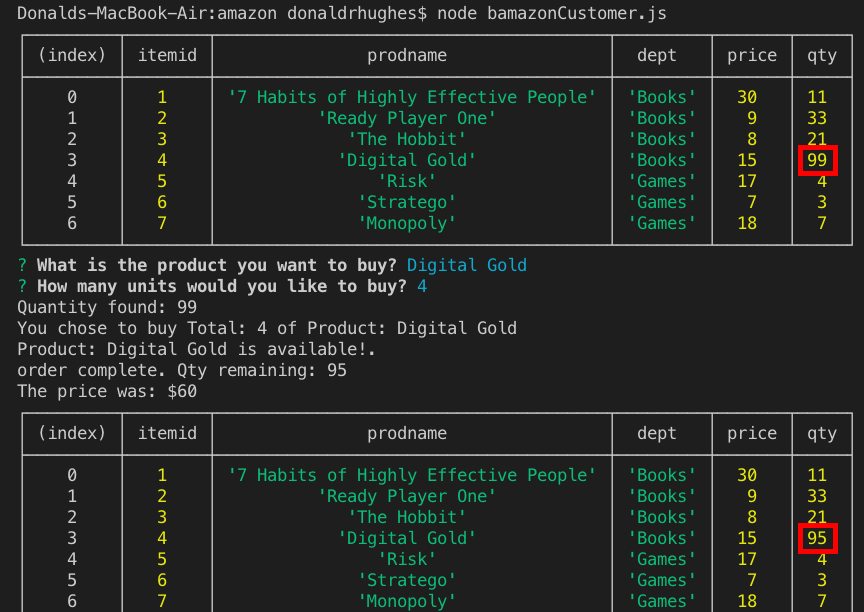 Donalds-MacBook-Air:amazon donaldrhughes$ node bamazonCustomer.js
(index) itemid prodname dept price qty
0 1 '7 Habits of Highly Effective People' 'Books' 30 11
1 2 'Ready Player One' 'Books' 9 33
2 3 'The Hobbit' 'Books' 8 21
3 4 'Digital Gold' 'Books' 15 99
4 5 'Risk' 'Games' 17 4
5 6 'Stratego' 'Games' 7 3
6 7 'Monopoly' 'Games' 18 7
? What is the product you want to buy? Digital Gold
? How many units would you like to buy? 4
Quantity found: 99
You chose to buy Total: 4 of Product: Digital Gold
Product: Digital Gold is available!.
order complete. Qty remaining: 95
The price was: $60
(index) itemid prodname dept price qty
0 1 '7 Habits of Highly Effective People' 'Books' 30 11
1 2 'Ready Player One' 'Books' 9 33
2 3 'The Hobbit' 'Books' 8 21
3 4 'Digital Gold' 'Books' 15 95
4 5 'Risk' 'Games' 17 4
5 6 'Stratego' 'Games' 7 3
6 7 'Monopoly' 'Games' 18 7